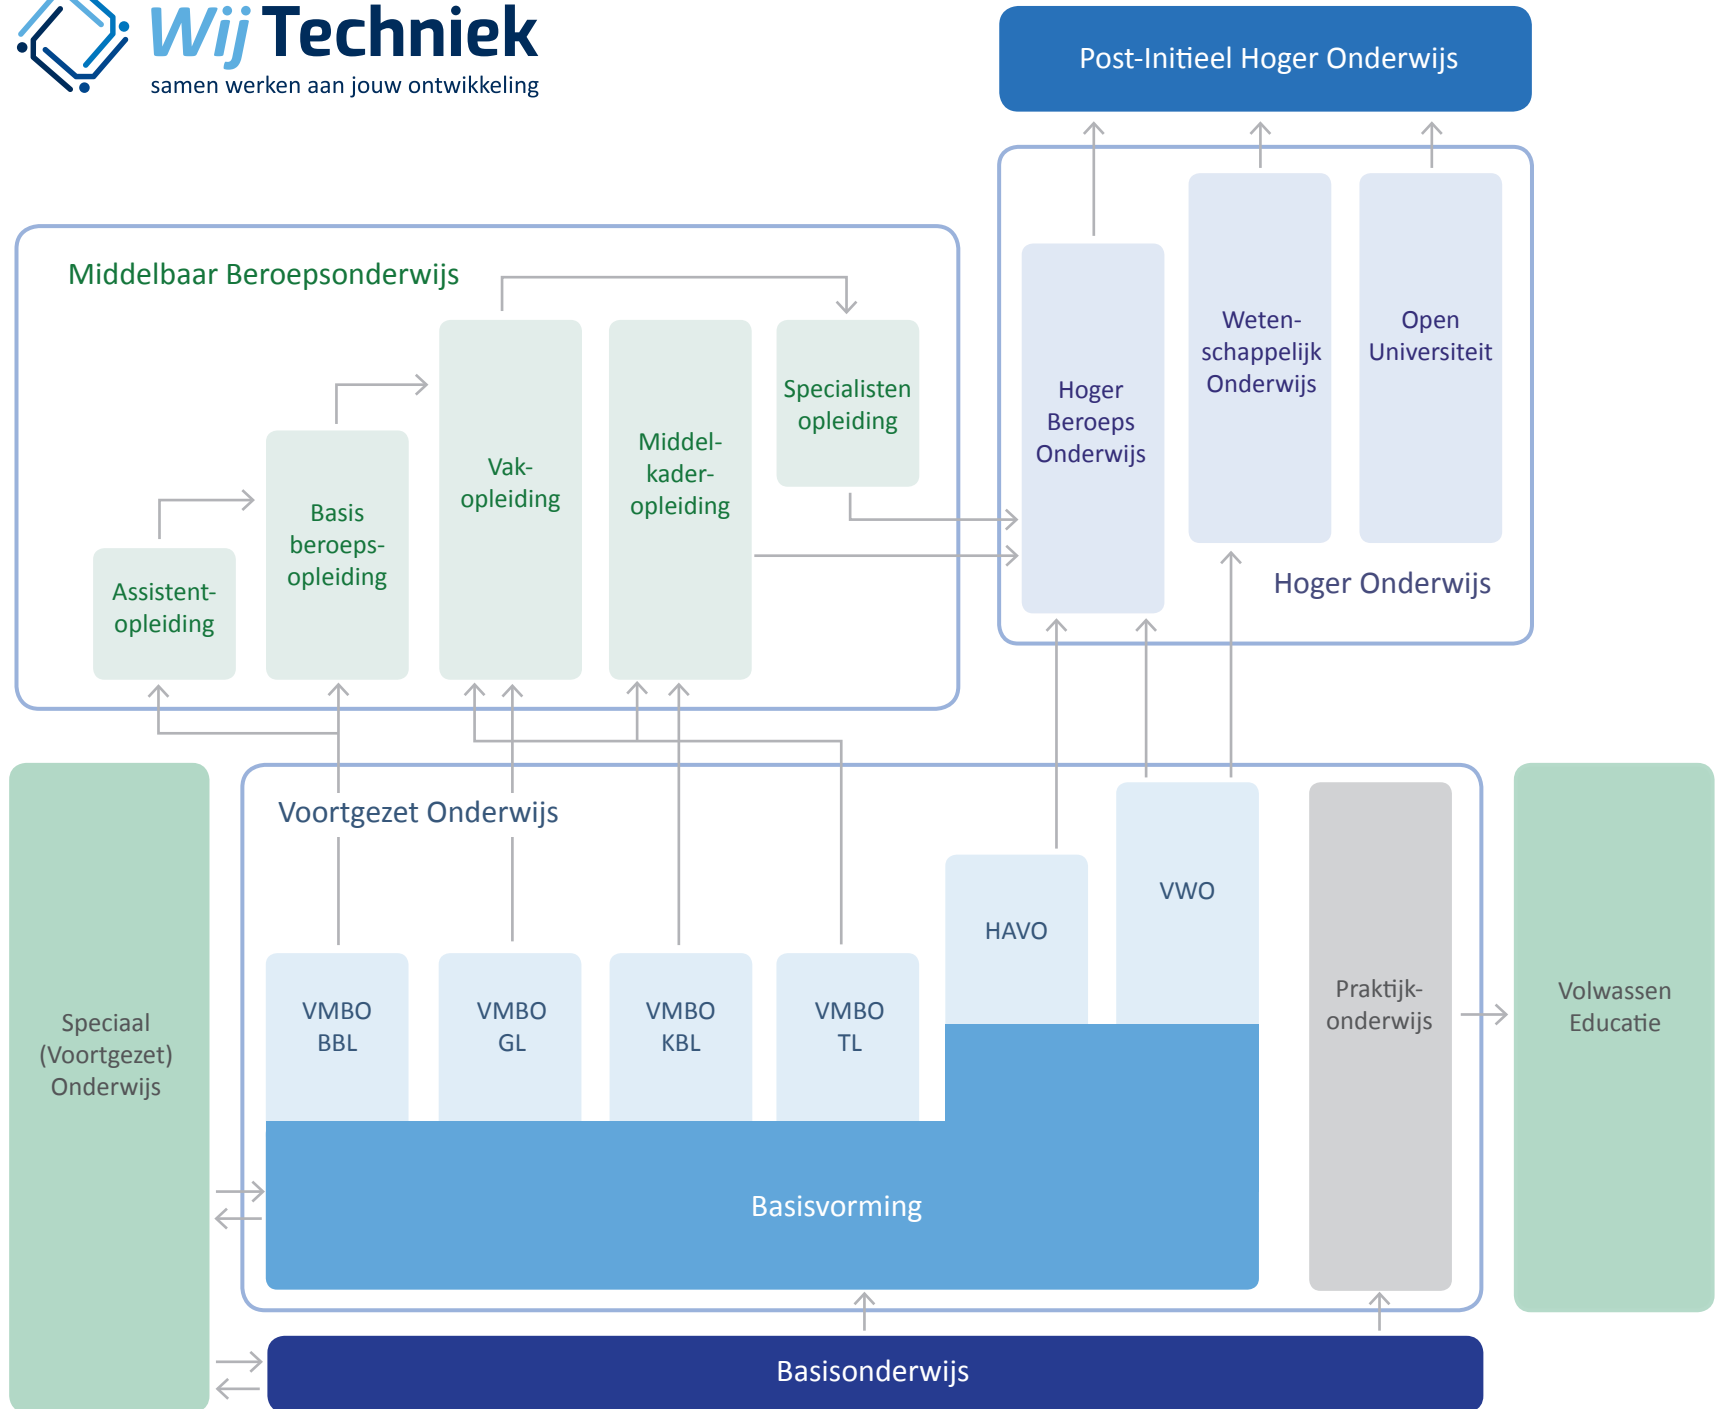 Wij Techniek
samen werken aan jouw ontwikkeling
Post-Initieel Hoger Onderwijs
Middelbaar Beroepsonderwijs
Assistent-
opleiding
Basis
beroeps-
opleiding
Vak-
opleiding
Middel-
kader-
opleiding
Specialisten
opleiding
Hoger
Beroeps
Onderwijs
Weten-
schappelijk
Onderwijs
Open
Universiteit
Hoger Onderwijs
Speciaal
(Voortgezet)
Onderwijs
Voortgezet Onderwijs
VMBO
BBL
VMBO
GL
VMBO
KBL
VMBO
TL
HAVO
VWO
Praktijk-
onderwijs
Volwassen
Educatie
Basisvorming
Basisonderwijs